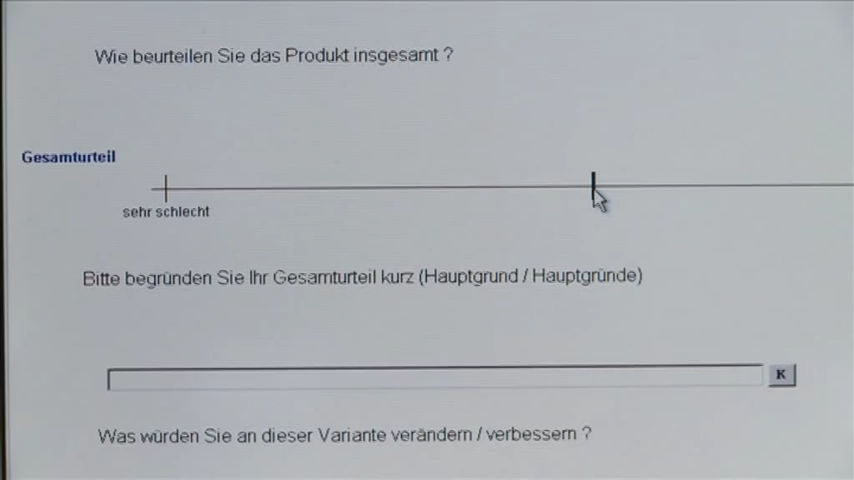 Wie beurteilen Sie das Produkt insgesamt ?
Gesamturteil
sehr schlecht
Bitte begründen Sie Ihr Gesamturteil kurz (Hauptgrund / Hauptgründe)
K
Was würden Sie an dieser Variante verändern / verbessern ?